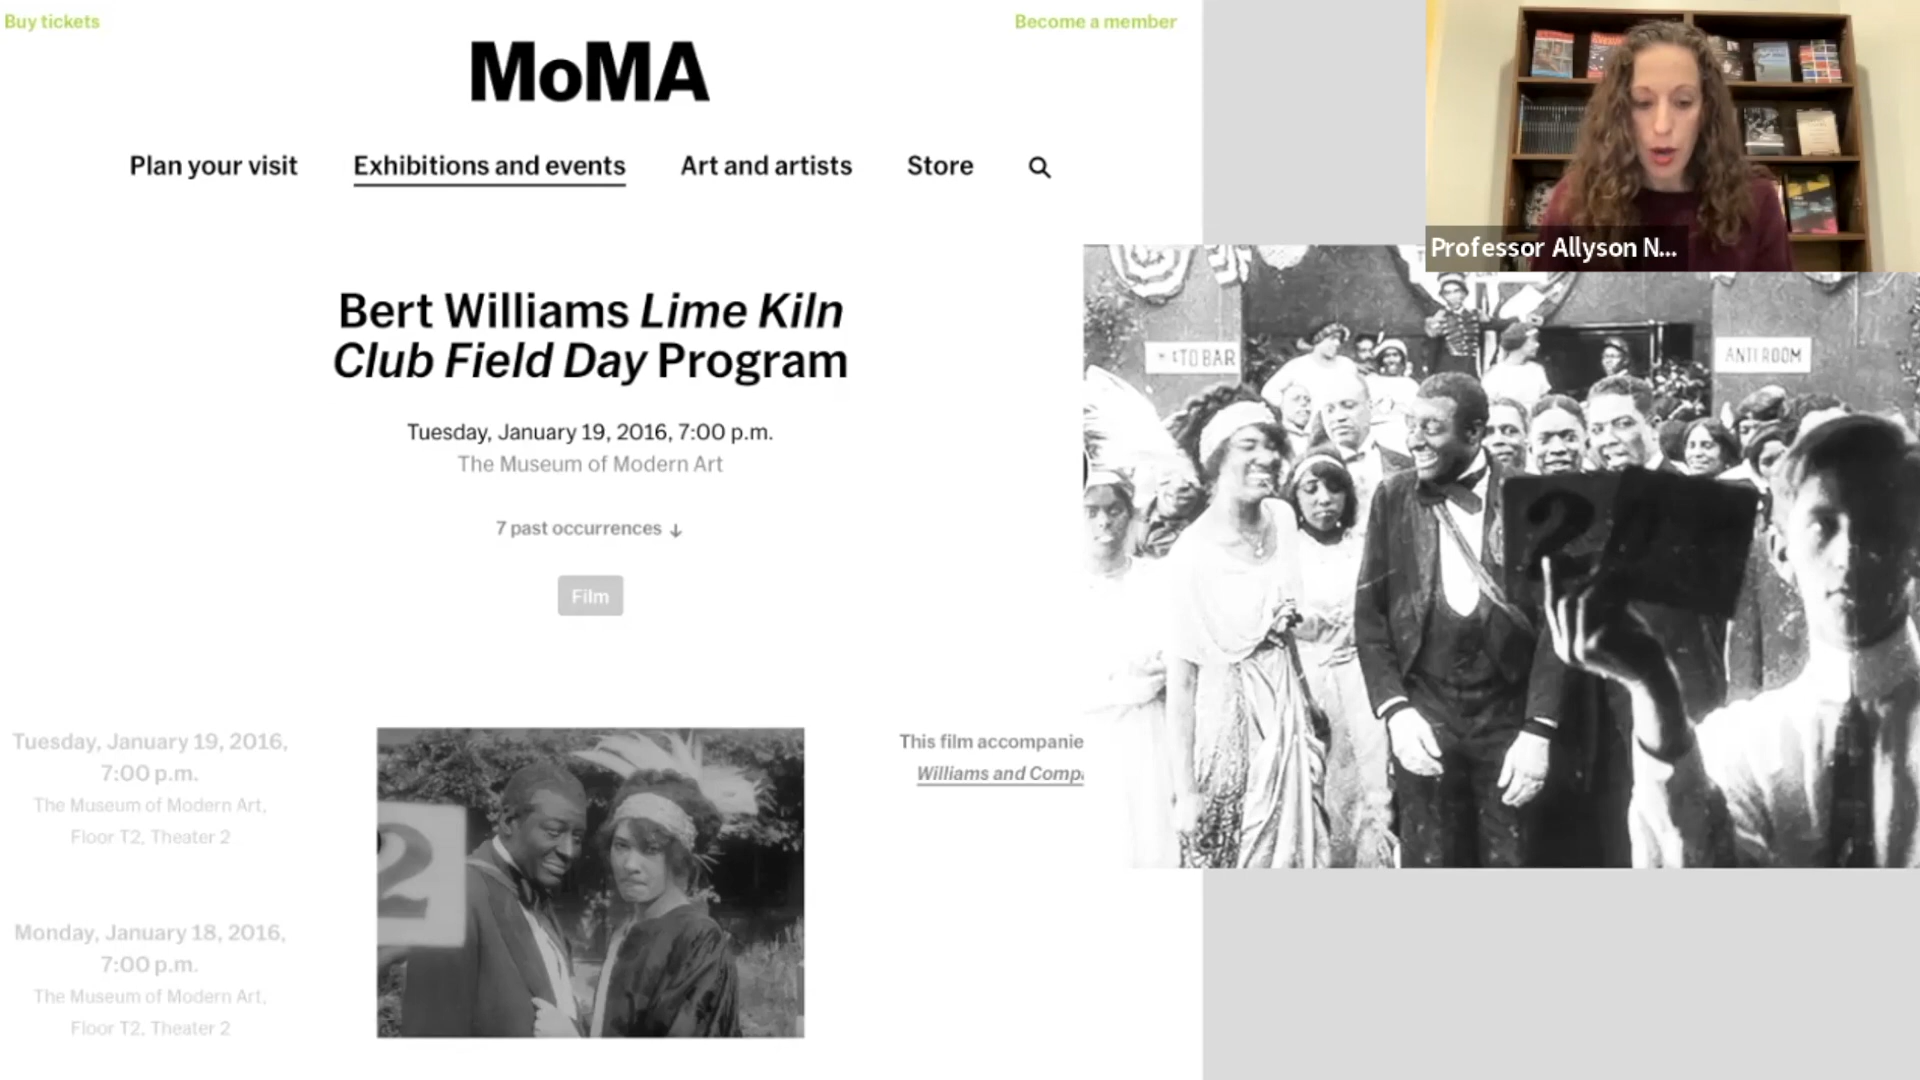 Buy tickets
Become a member
MoMA
Plan your visit
Exhibitions and events
Art and artists
Store
Professor Allyson N...
Bert Williams Lime Kiln
Club Field Day Program
Tuesday, January 19, 2016, 7:00 p.m.
The Museum of Modern Art
7 past occurrences ↓
Film
TO BAR
ANTI ROOM
2
Tuesday, January 19, 2016,
7:00 p.m.
The Museum of Modern Art,
Floor T2, Theater 2
This film accompanie
Williams and Comp
2
Monday, January 18, 2016,
7:00 p.m.
The Museum of Modern Art,
Floor T2, Theater 2